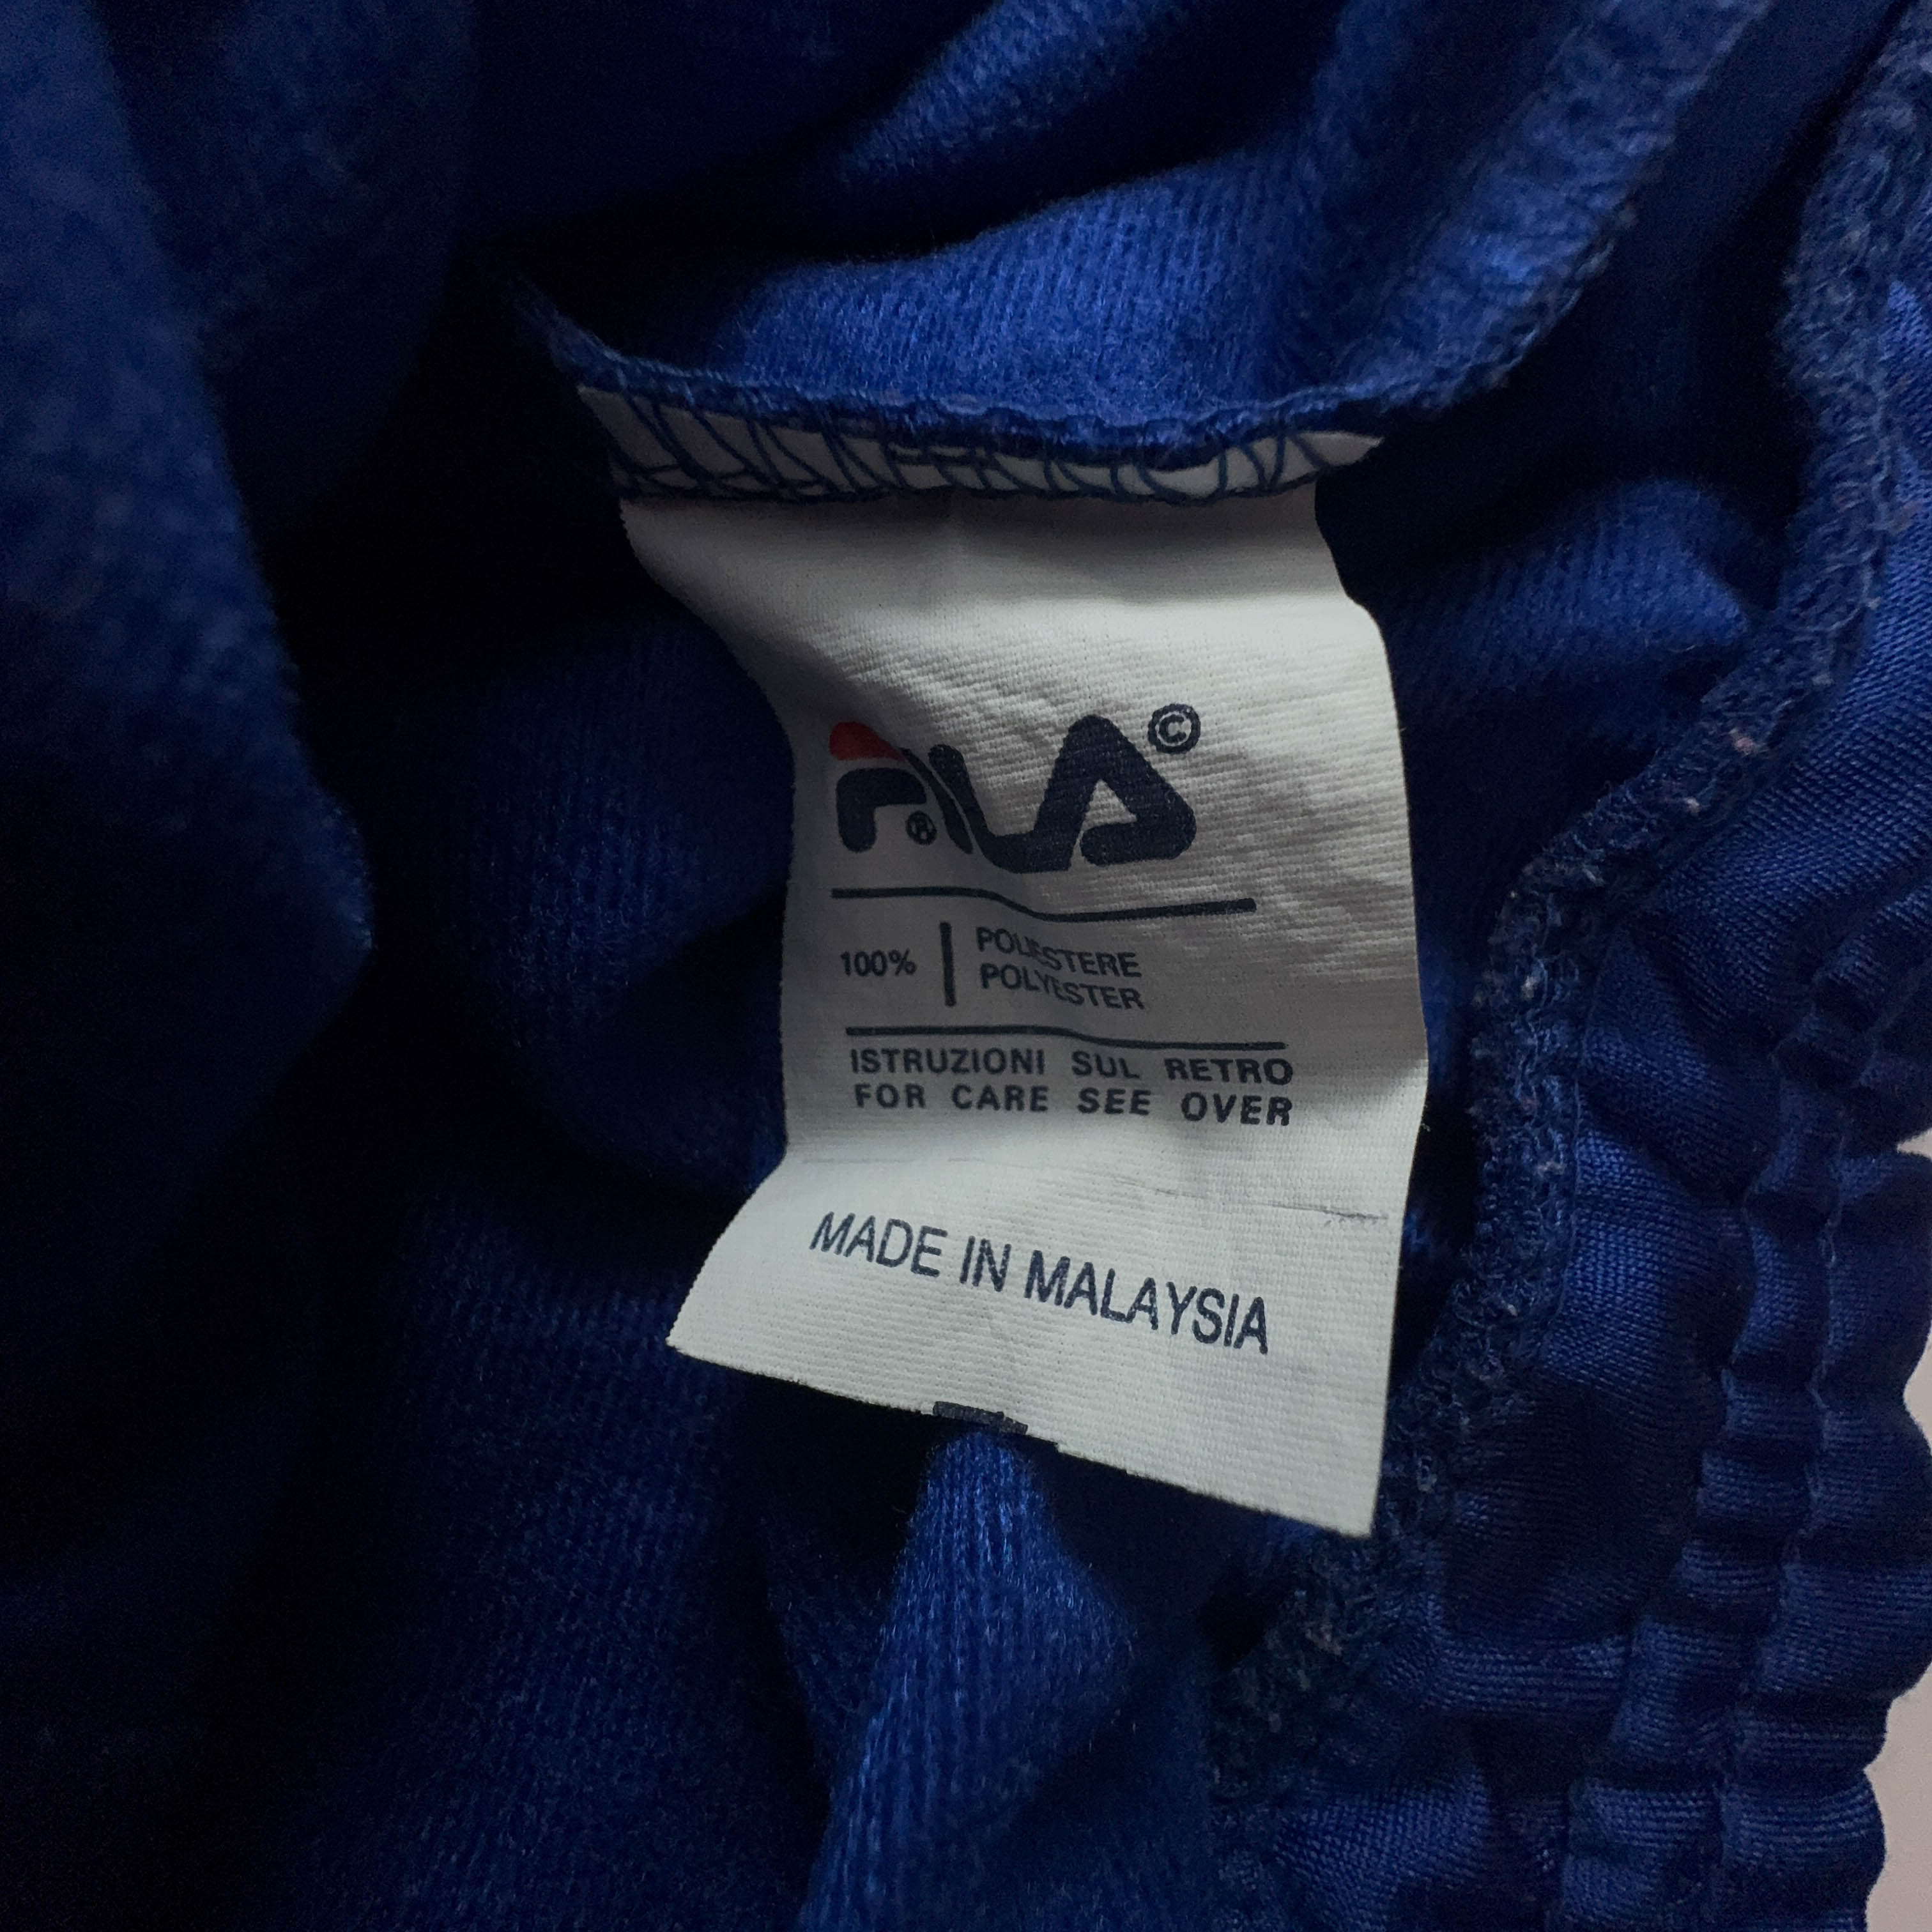 FILA ©
®
100% POLIESTERE
POLYESTER
ISTRUZIONI SUL RETRO
FOR CARE SEE OVER
MADE IN MALAYSIA